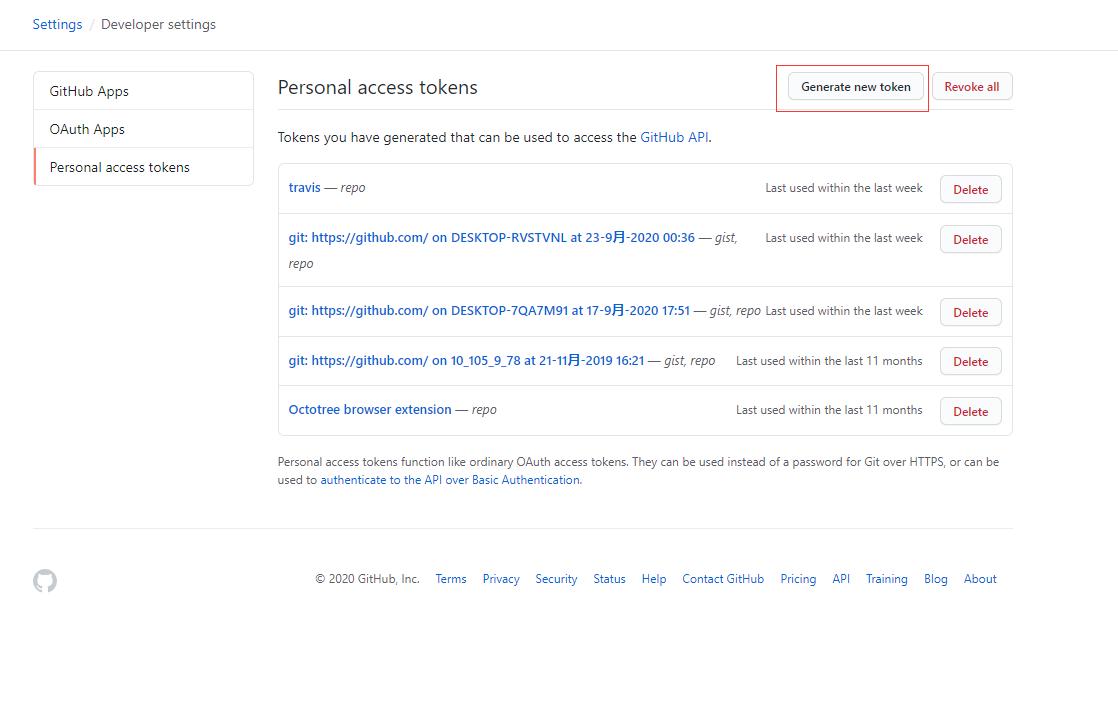 Settings / Developer settings
GitHub Apps
OAuth Apps
Personal access tokens
Personal access tokens
Generate new token
Revoke all
Tokens you have generated that can be used to access the GitHub API.
travis — repo
Last used within the last week
Delete
git: https://github.com/ on DESKTOP-RVSTVNL at 23-9月-2020 00:36 — gist,
repo
Last used within the last week
Delete
git: https://github.com/ on DESKTOP-7QA7M91 at 17-9月-2020 17:51 — gist, repo
Last used within the last week
Delete
git: https://github.com/ on 10_105_9_78 at 21-11月-2019 16:21 — gist, repo
Last used within the last 11 months
Delete
Octotree browser extension — repo
Last used within the last 11 months
Delete
Personal access tokens function like ordinary OAuth access tokens. They can be used instead of a password for Git over HTTPS, or can be
used to authenticate to the API over Basic Authentication.
© 2020 GitHub, Inc. Terms Privacy Security Status Help Contact GitHub Pricing API Training Blog About